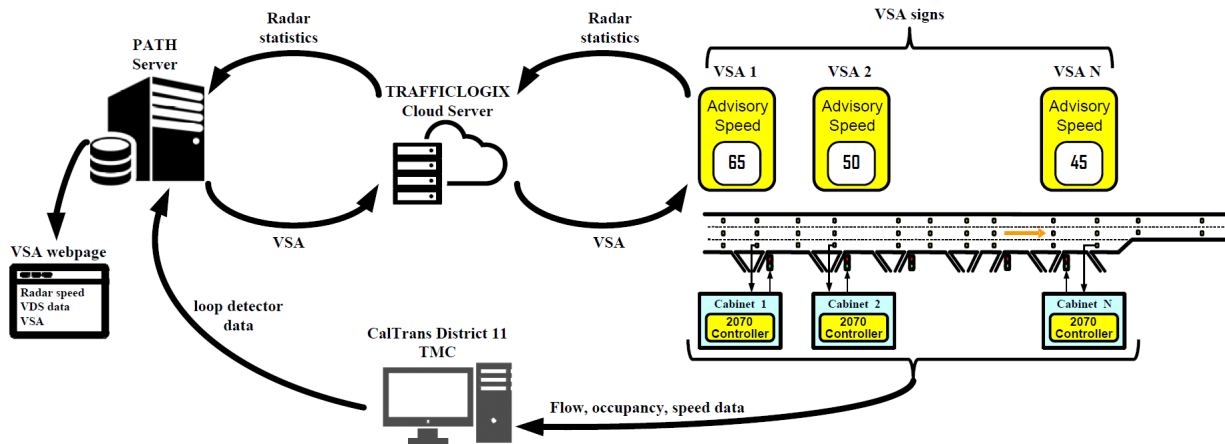 Radar
statistics
Radar
statistics
VSA signs
PATH
Server
VSA 1
VSA 2
VSA N
TRAFFICLOGIX
Cloud Server
Advisory
Speed
65
Advisory
Speed
50
Advisory
Speed
45
VSA
VSA
VSA webpage
Radar speed
VDS data
VSA
loop detector
data
Cabinet 1
2070
Controller
Cabinet 2
2070
Controller
Cabinet N
2070
Controller
CalTrans District 11
TMC
Flow, occupancy, speed data